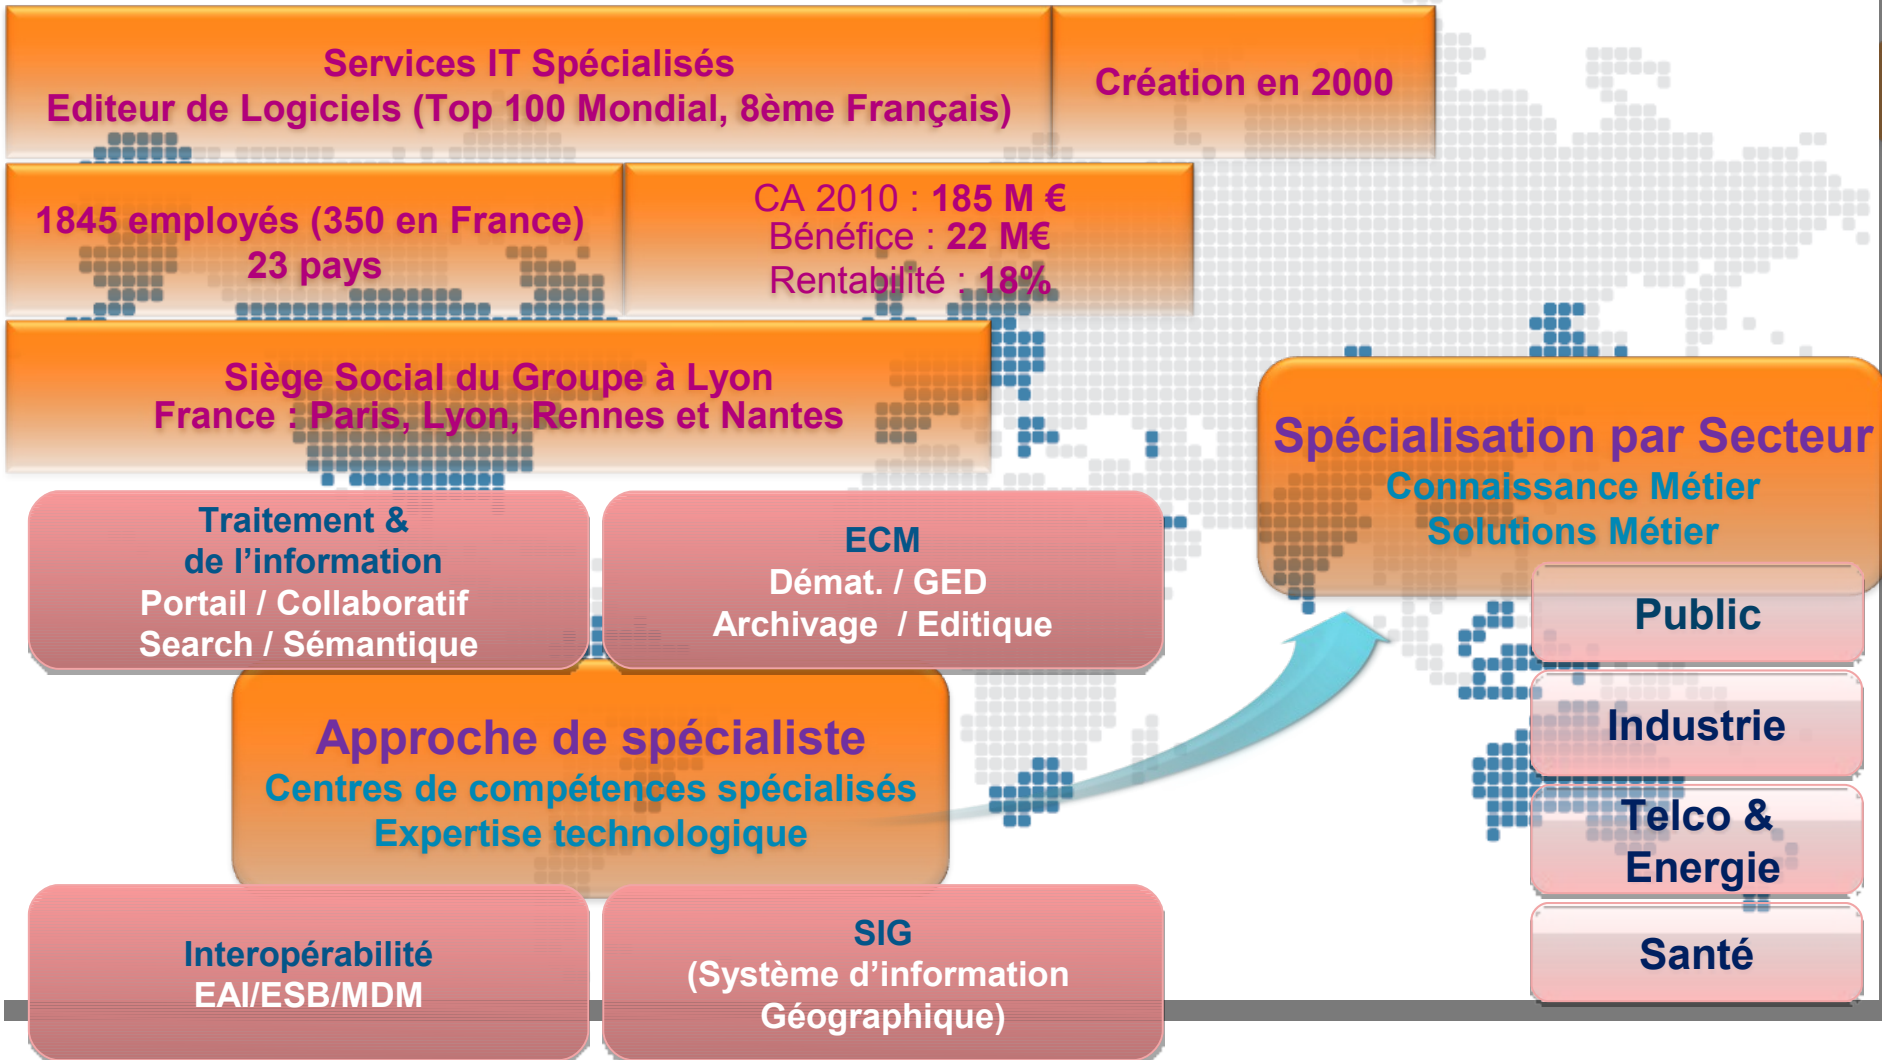 Services IT Spécialisés
Editeur de Logiciels (Top 100 Mondial, 8ème Français)
Création en 2000
1845 employés (350 en France)
23 pays
CA 2010 : 185 M €
Bénéfice : 22 M€
Rentabilité : 18%
Siège Social du Groupe à Lyon
France : Paris, Lyon, Rennes et Nantes
Traitement &
de l’information
Portail / Collaboratif
Search / Sémantique
ECM
Démat. / GED
Archivage / Editique
Approche de spécialiste
Centres de compétences spécialisés
Expertise technologique
Interopérabilité
EAI/ESB/MDM
SIG
(Système d’information
Géographique)
Spécialisation par Secteur
Connaissance Métier
Solutions Métier
Public
Industrie
Telco &
Energie
Santé